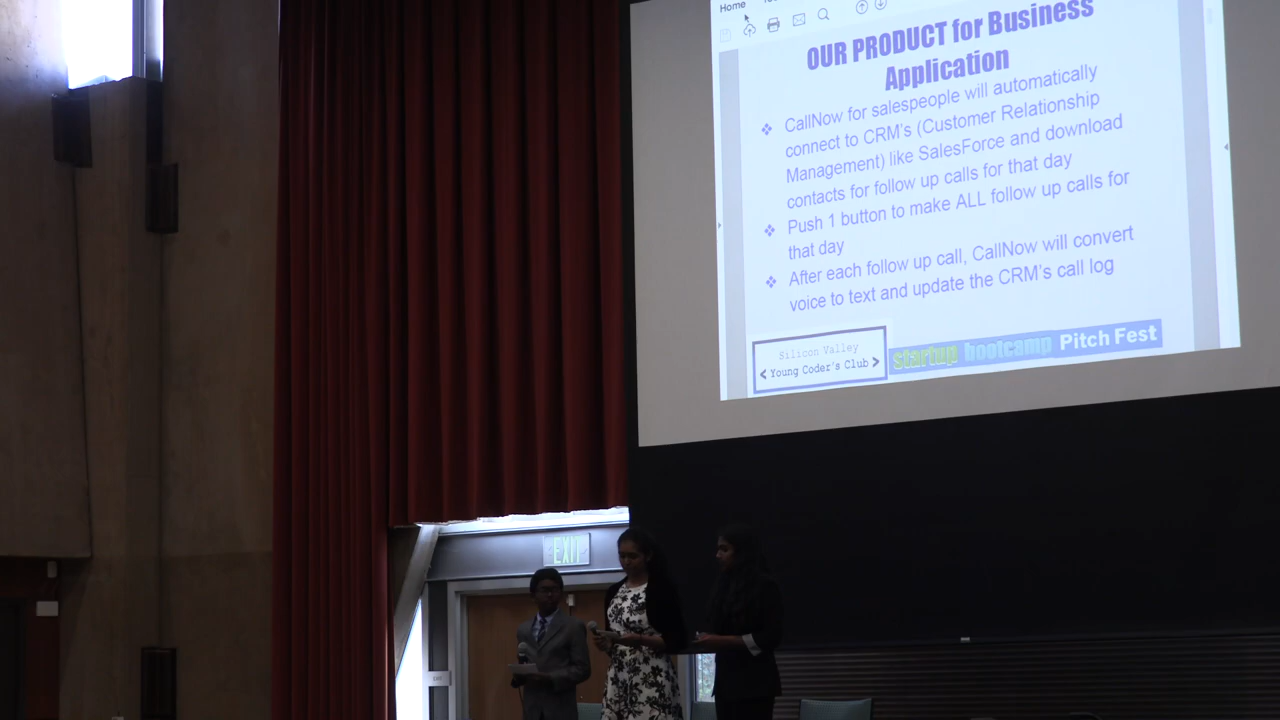 Home
OUR PRODUCT for Business
Application
❖ CallNow for salespeople will automatically
connect to CRM's (Customer Relationship
Management) like SalesForce and download
contacts for follow up calls for that day
❖ Push 1 button to make ALL follow up calls for
that day
❖ After each follow up call, CallNow will convert
voice to text and update the CRM's call log
Silicon Valley
< Young Coder's Club >
startup bootcamp Pitch Fest
EXIT